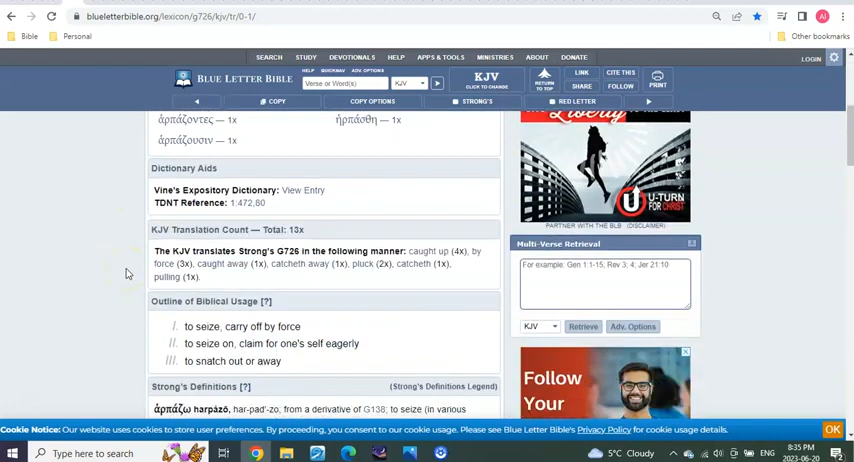 blueletterbible.org/lexicon/g726/kjv/tr/0-1/
AI
Bible
Personal
Other bookmarks
SEARCH STUDY DEVOTIONALS HELP APPS & TOOLS MINISTRIES ABOUT DONATE
LOGIN
BLUE LETTER BIBLE
HELP QUICKNAV ADV. OPTIONS
Verse or Word(s)
KJV
KJV
CLICK TO CHANGE
RETURN
TO TOP
LINK
SHARE
CITE THIS
FOLLOW
PRINT
COPY
COPY OPTIONS
STRONG'S
RED LETTER
ἁρπάζοντες — 1x
ἡρπάσθη — 1x
ἁρπάζουσιν — 1x
Dictionary Aids
Vine's Expository Dictionary: View Entry
TDNT Reference: 1:472,80
KJV Translation Count — Total: 13x
The KJV translates Strong's G726 in the following manner: caught up (4x), by
force (3x), caught away (1x), catcheth away (1x), pluck (2x), catcheth (1x),
pulling (1x).
Outline of Biblical Usage [?]
I. to seize, carry off by force
II. to seize on, claim for one's self eagerly
III. to snatch out or away
Strong's Definitions [?]
(Strong's Definitions Legend)
ἁρπάζω harpázō, har-pad'-zo; from a derivative of G138; to seize (in various
Liberty
U-TURN
FOR CHRIST
PARTNER WITH THE BLB (DISCLAIMER)
Multi-Verse Retrieval
For example: Gen 1:1-15; Rev 3; 4; Jer 21:10
KJV
Retrieve
Adv. Options
Follow
Your
Cookie Notice: Our website uses cookies to store user preferences. By proceeding, you consent to our cookie usage. Please see Blue Letter Bible's Privacy Policy for cookie usage details.
OK
Type here to search
5°C Cloudy
ENG
8:35 PM
2023-06-20